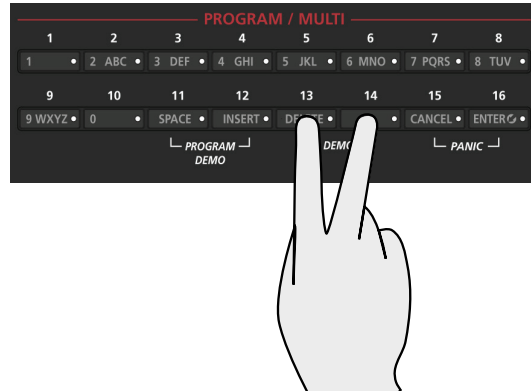 PROGRAM / MULTI
1 2 3 4 5 6 7 8
1 2 ABC 3 DEF 4 GHI 5 JKL 6 MNO 7 PQRS 8 TUV
9 10 11 12 13 14 15 16
9 WXYZ 0 SPACE INSERT CANCEL ENTER
PROGRAM PANIC
DEMO